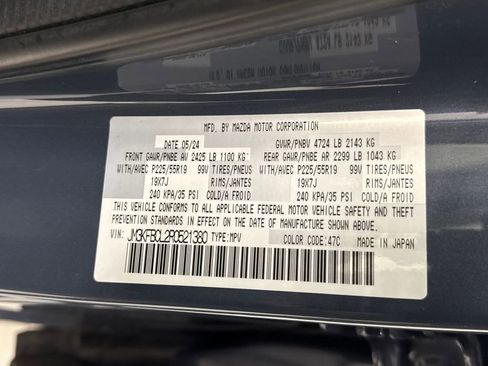 MFD. BY MAZDA MOTOR CORPORATION
DATE 05/24 GVWR/PNBV 4724 LB 2143 KG
FRONT GAWR/PNBE AV 2425 LB 1100 KG REAR GAWR/PNBE AR 2299 LB 1043 KG
WITH/AVEC P225/55R19 99V TIRES/PNEUS WITH/AVEC P225/55R19 99V TIRES/PNEUS
19X7J RIMS/JANTES 19X7J RIMS/JANTES
240 KPA/35 PSI COLD/A FROID 240 KPA/35 PSI COLD/A FROID
THIS VEHICLE CONFORMS TO ALL APPLICABLE FEDERAL MOTOR VEHICLE SAFETY AND THEFT
PREVENTION STANDARDS IN EFFECT ON THE DATE OF MANUFACTURE SHOWN ABOVE.
VIN: JM3KFBCL2R0521380 TYPE:MPV COLOR CODE:47C MADE IN JAPAN